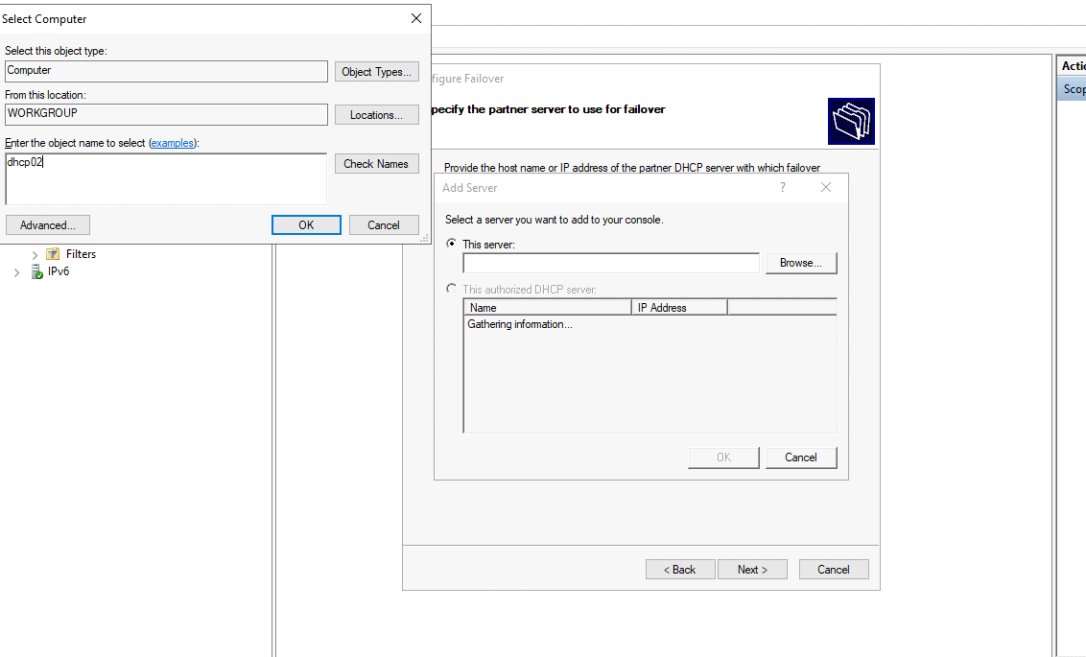 Select Computer
Select this object type:
Computer
Object Types...
From this location:
WORKGROUP
Locations...
Enter the object name to select (examples):
dhcp02
Check Names
Advanced...
OK
Cancel
Filters
IPv6
figure Failover
pecify the partner server to use for failover
Provide the host name or IP address of the partner DHCP server with which failover
Add Server
?
Select a server you want to add to your console.
This server:
Browse...
This authorized DHCP server:
Name IP Address
Gathering information...
OK Cancel
< Back Next > Cancel
Actio
Scop